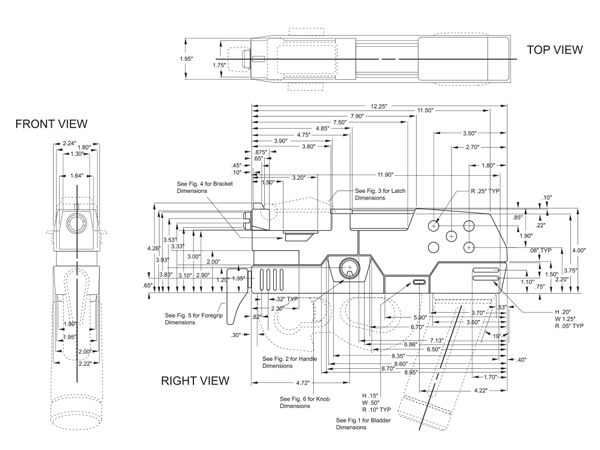 TOP VIEW
1.95"
1.75"
FRONT VIEW
2.24"
1.80"
1.30"
1.64"
12.25"
11.50"
7.90"
7.50"
4.85"
4.75"
3.90"
3.80"
3.50"
2.70"
1.80"
.875"
.65"
.45"
.10"
11.90"
3.20"
1.50"
See Fig. 4 for Bracket
Dimensions
See Fig. 3 for Latch
Dimensions
R .25" TYP
.10"
.85"
.22"
4.00"
1.90"
.08" TYP
4.26"
3.93"
3.83"
3.53"
3.33"
3.10"
3.00"
2.90"
2.00"
1.20"
1.35"
.65"
1.50"
3.75"
2.20"
1.10"
.75"
.32" TYP
2.30"
.82"
.30"
See Fig. 5 for Foregrip
Dimensions
See Fig. 2 for Handle
Dimensions
See Fig. 6 for Knob
Dimensions
See Fig.1 for Bladder
Dimensions
H .15"
W .50"
R .10" TYP
H .20"
W 1.25"
R .05" TYP
.53"
5.90"
3.70"
6.70"
3.60"
19°
7.13"
6.86"
6.50"
8.35"
8.60"
8.70"
8.95"
.40"
1.70"
4.22"
4.72"
RIGHT VIEW
1.80"
1.95"
2.00"
2.22"